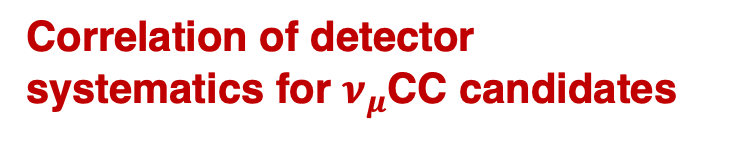 Correlation of detector
systematics for νμCC candidates